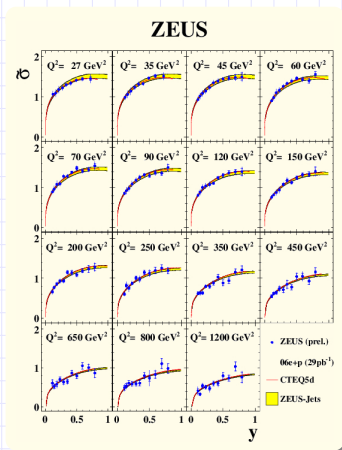 ZEUS
σ̃
Q²= 27 GeV² Q²= 35 GeV² Q²= 45 GeV² Q²= 60 GeV²
2
1
0
Q²= 70 GeV² Q²= 90 GeV² Q²= 120 GeV² Q²= 150 GeV²
2
1
0
Q²= 200 GeV² Q²= 250 GeV² Q²= 350 GeV² Q²= 450 GeV²
2
1
0
Q²= 650 GeV² Q²= 800 GeV² Q²= 1200 GeV²
2
1
0
0 0.5 1 0 0.5 1 0 0.5 1
y
ZEUS (prel.)
06e+p (29pb⁻¹)
CTEQ5d
ZEUS-Jets